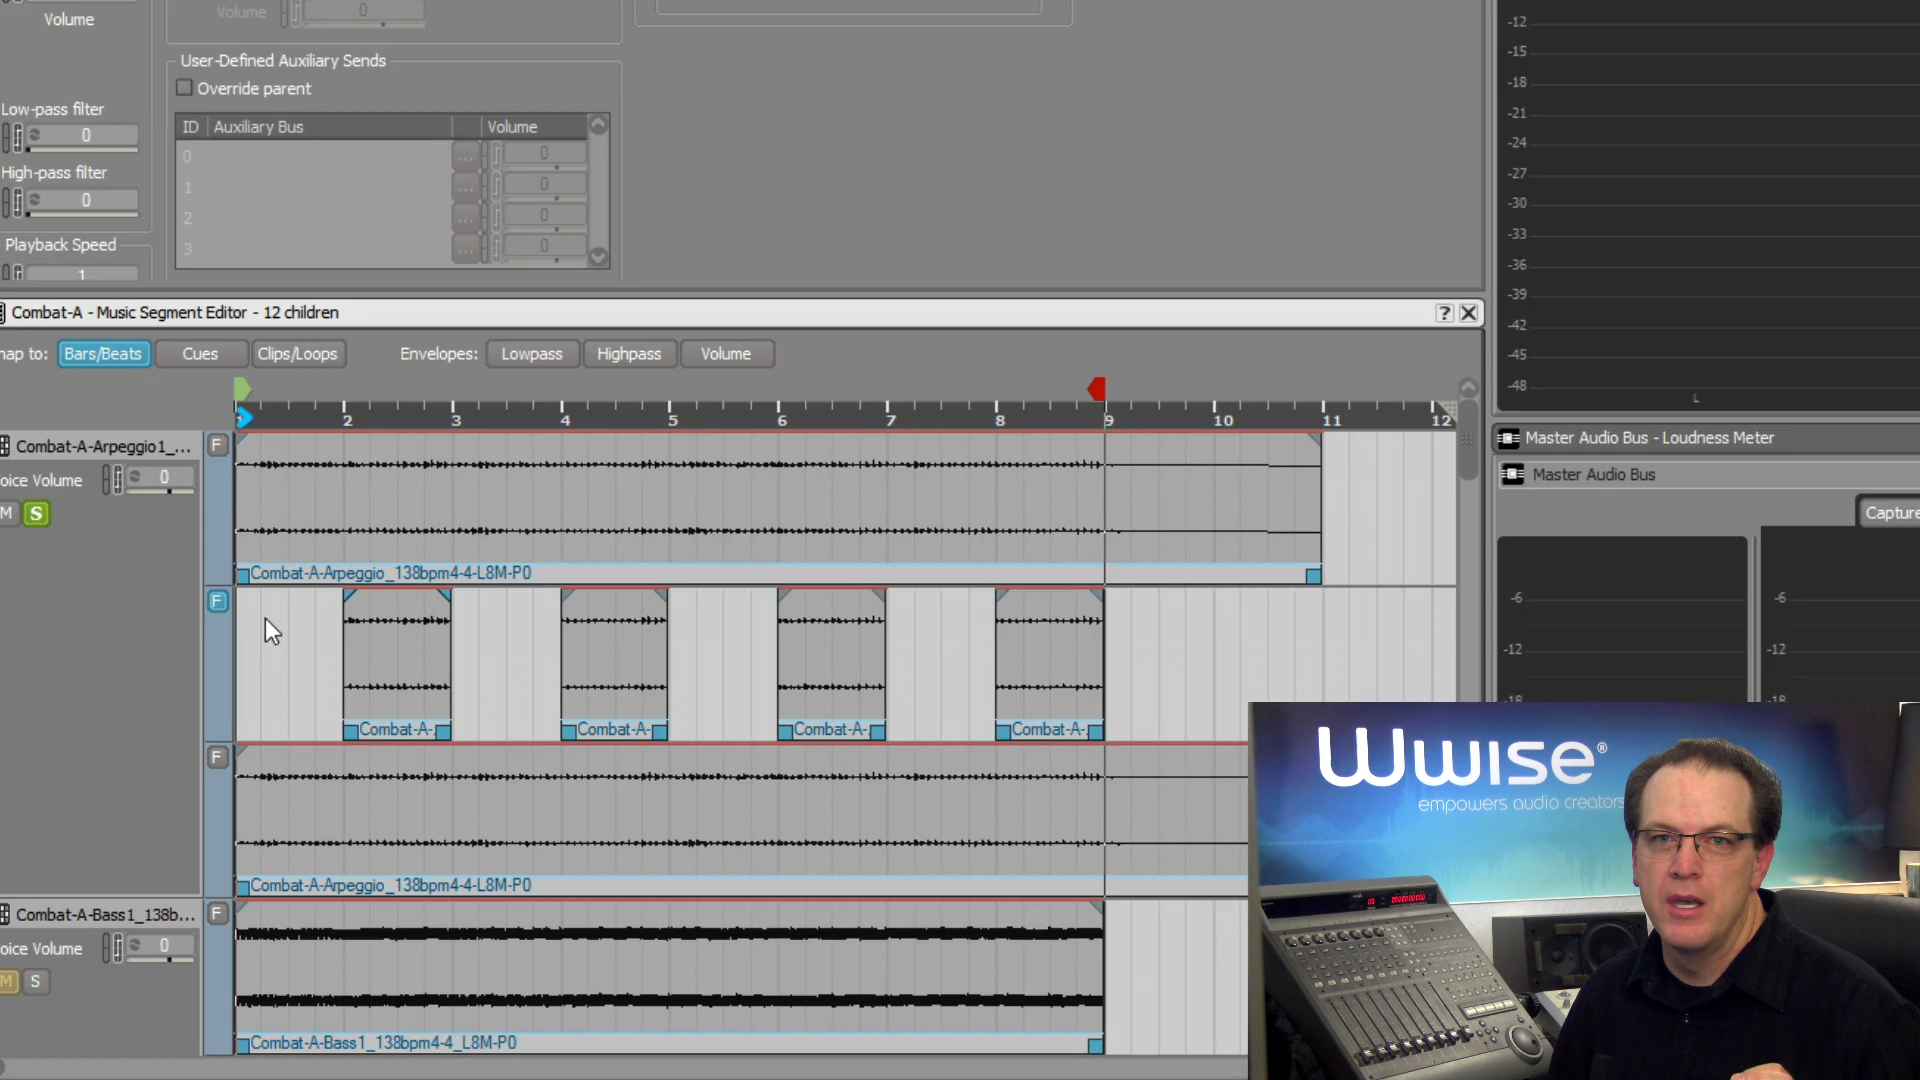 Volume
Volume 0
User-Defined Auxiliary Sends
Override parent
Low-pass filter
0
High-pass filter
0
Playback Speed
1
ID Auxiliary Bus Volume
0 ... 0
1 ... 0
2 ... 0
3 ... 0
-12
-15
-18
-21
-24
-27
-30
-33
-36
-39
-42
-45
-48
L
Combat-A - Music Segment Editor - 12 children
?
nap to: Bars/Beats Cues Clips/Loops Envelopes: Lowpass Highpass Volume
2 3 4 5 6 7 8 9 10 11 12
Combat-A-Arpeggio1_... F
oice Volume 0
M S
Combat-A-Arpeggio_138bpm4-4-L8M-P0
F
Combat-A-. Combat-A- Combat-A-. Combat-A-.
F
Combat-A-Arpeggio_138bpm4-4-L8M-P0
Combat-A-Bass1_138b... F
oice Volume 0
M S
Combat-A-Bass1_138bpm4-4_L8M-P0
Master Audio Bus - Loudness Meter
Master Audio Bus
Capture
-6 -6
-12 -12
-18 -18
Wwise®
empowers audio creators